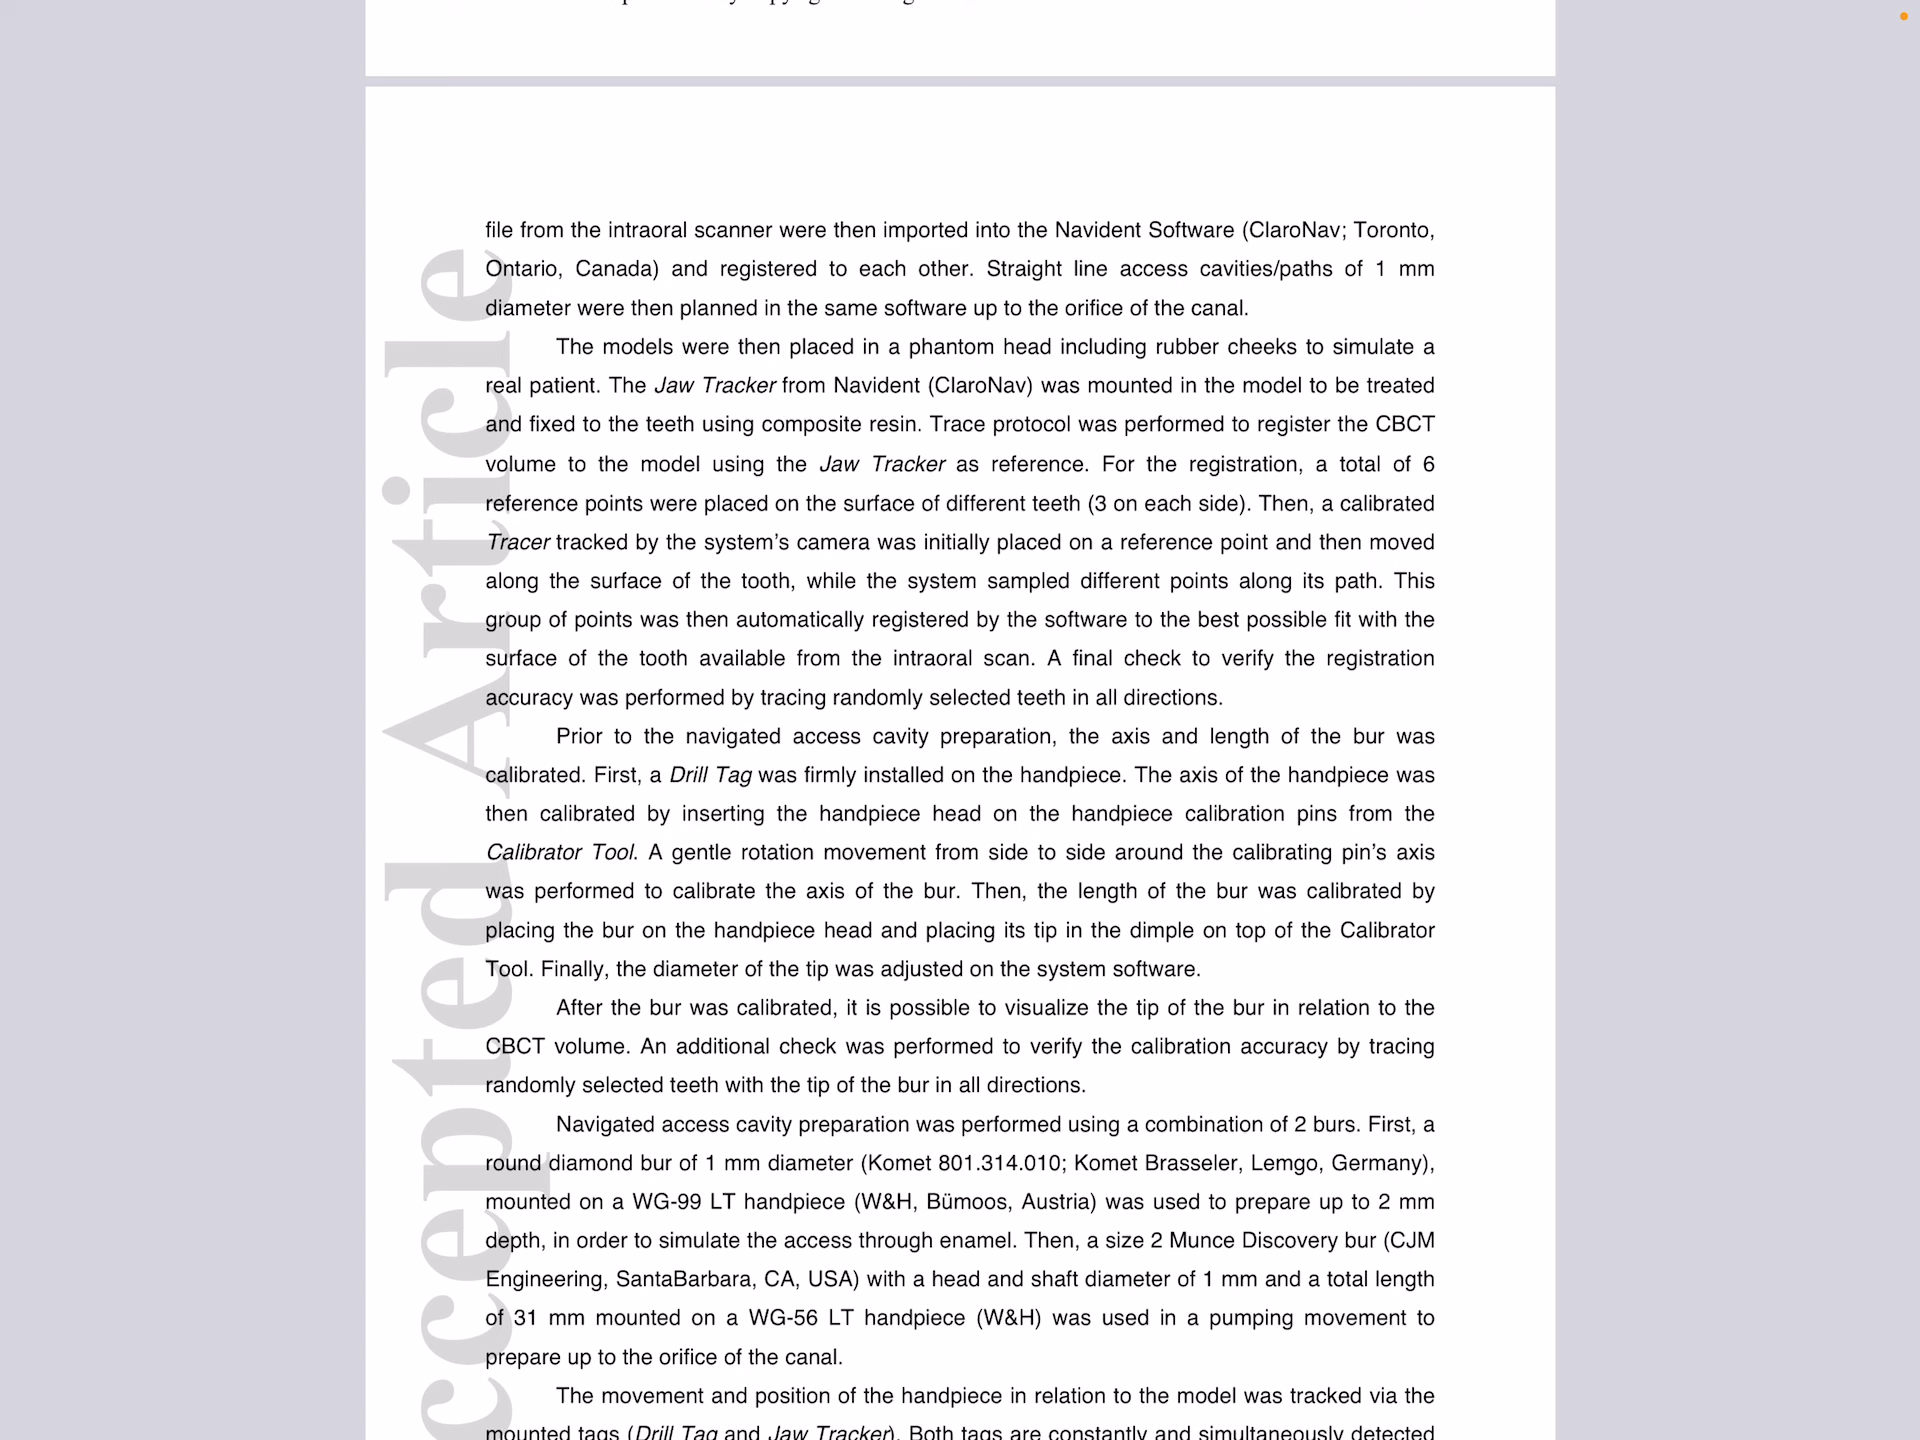 file from the intraoral scanner were then imported into the Navident Software (ClaroNav; Toronto,
Ontario, Canada) and registered to each other. Straight line access cavities/paths of 1 mm
diameter were then planned in the same software up to the orifice of the canal.
The models were then placed in a phantom head including rubber cheeks to simulate a
real patient. The Jaw Tracker from Navident (ClaroNav) was mounted in the model to be treated
and fixed to the teeth using composite resin. Trace protocol was performed to register the CBCT
volume to the model using the Jaw Tracker as reference. For the registration, a total of 6
reference points were placed on the surface of different teeth (3 on each side). Then, a calibrated
Tracer tracked by the system’s camera was initially placed on a reference point and then moved
along the surface of the tooth, while the system sampled different points along its path. This
group of points was then automatically registered by the software to the best possible fit with the
surface of the tooth available from the intraoral scan. A final check to verify the registration
accuracy was performed by tracing randomly selected teeth in all directions.
Prior to the navigated access cavity preparation, the axis and length of the bur was
calibrated. First, a Drill Tag was firmly installed on the handpiece. The axis of the handpiece was
then calibrated by inserting the handpiece head on the handpiece calibration pins from the
Calibrator Tool. A gentle rotation movement from side to side around the calibrating pin’s axis
was performed to calibrate the axis of the bur. Then, the length of the bur was calibrated by
placing the bur on the handpiece head and placing its tip in the dimple on top of the Calibrator
Tool. Finally, the diameter of the tip was adjusted on the system software.
After the bur was calibrated, it is possible to visualize the tip of the bur in relation to the
CBCT volume. An additional check was performed to verify the calibration accuracy by tracing
randomly selected teeth with the tip of the bur in all directions.
Navigated access cavity preparation was performed using a combination of 2 burs. First, a
round diamond bur of 1 mm diameter (Komet 801.314.010; Komet Brasseler, Lemgo, Germany),
mounted on a WG-99 LT handpiece (W&H, Bümoos, Austria) was used to prepare up to 2 mm
depth, in order to simulate the access through enamel. Then, a size 2 Munce Discovery bur (CJM
Engineering, SantaBarbara, CA, USA) with a head and shaft diameter of 1 mm and a total length
of 31 mm mounted on a WG-56 LT handpiece (W&H) was used in a pumping movement to
prepare up to the orifice of the canal.
The movement and position of the handpiece in relation to the model was tracked via the
mounted tags (Drill Tag and Jaw Tracker). Both tags are constantly and simultaneously detected
cepted Article